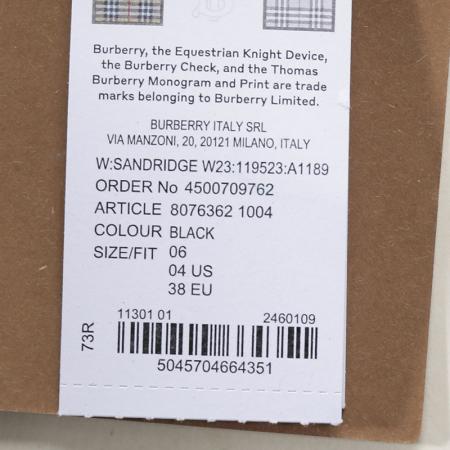 Burberry, the Equestrian Knight Device,
the Burberry Check, and the Thomas
Burberry Monogram and Print are trade
marks belonging to Burberry Limited.
BURBERRY ITALY SRL
VIA MANZONI, 20, 20121 MILANO, ITALY
W:SANDRIDGE W23:119523:A1189
ORDER No 4500709762
ARTICLE 8076362 1004
COLOUR BLACK
SIZE/FIT 06
04 US
38 EU
11301 01 2460109
73R
5045704664351